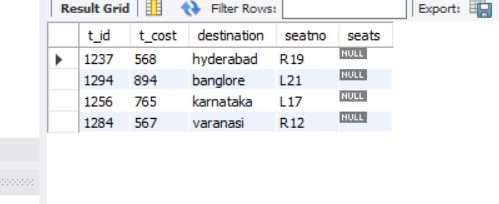 Result Grid Filter Rows: Export:
t_id t_cost destination seatno seats
1237 568 hyderabad R19 NULL
1294 894 banglore L21 NULL
1256 765 karnataka L17 NULL
1284 567 varanasi R12 NULL